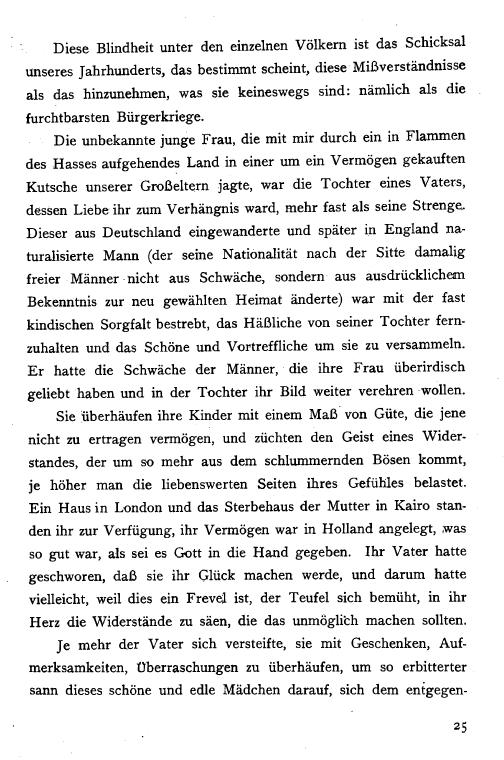 Diese Blindheit unter den einzelnen Völkern ist das Schicksal
unseres Jahrhunderts, das bestimmt scheint, diese Mißverständnisse
als das hinzunehmen, was sie keineswegs sind: nämlich als die
furchtbarsten Bürgerkriege.
Die unbekannte junge Frau, die mit mir durch ein in Flammen
des Hasses aufgehendes Land in einer um ein Vermögen gekauften
Kutsche unserer Großeltern jagte, war die Tochter eines Vaters,
dessen Liebe ihr zum Verhängnis ward, mehr fast als seine Strenge.
Dieser aus Deutschland eingewanderte und später in England na-
turalisierte Mann (der seine Nationalität nach der Sitte damalig
freier Männer nicht aus Schwäche, sondern aus ausdrücklichem
Bekenntnis zur neu gewählten Heimat änderte) war mit der fast
kindischen Sorgfalt bestrebt, das Häßliche von seiner Tochter fern-
zuhalten und das Schöne und Vortreffliche um sie zu versammeln.
Er hatte die Schwäche der Männer, die ihre Frau überirdisch
geliebt haben und in der Tochter ihr Bild weiter verehren wollen.
Sie überhäufen ihre Kinder mit einem Maß von Güte, die jene
nicht zu ertragen vermögen, und züchten den Geist eines Wider-
standes, der um so mehr aus dem schlummernden Bösen kommt,
je höher man die liebenswerten Seiten ihres Gefühles belastet.
Ein Haus in London und das Sterbehaus der Mutter in Kairo stan-
den ihr zur Verfügung, ihr Vermögen war in Holland angelegt, was
so gut war, als sei es Gott in die Hand gegeben. Ihr Vater hatte
geschworen, daß sie ihr Glück machen werde, und darum hatte
vielleicht, weil dies ein Frevel ist, der Teufel sich bemüht, in ihr
Herz die Widerstände zu säen, die das unmöglich machen sollten.
Je mehr der Vater sich versteifte, sie mit Geschenken, Auf-
merksamkeiten, Überraschungen zu überhäufen, um so erbitterter
sann dieses schöne und edle Mädchen darauf, sich dem entgegen-
25